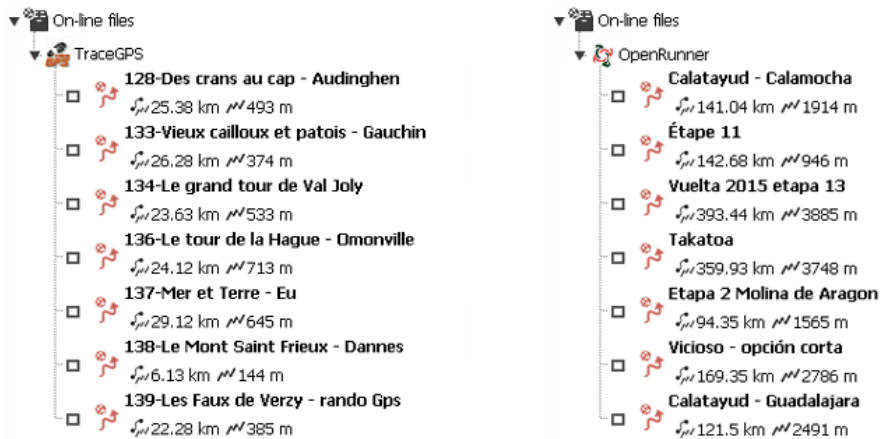 On-line files
TraceGPS
128-Des crans au cap - Audinghen
25.38 km 493 m
133-Vieux cailloux et patois - Gauchin
26.28 km 374 m
134-Le grand tour de Val Joly
23.63 km 533 m
136-Le tour de la Hague - Omonville
24.12 km 713 m
137-Mer et Terre - Eu
29.12 km 645 m
138-Le Mont Saint Frieux - Dannes
6.13 km 144 m
139-Les Faux de Verzy - rando Gps
22.28 km 385 m
On-line files
OpenRunner
Calatayud - Calamocha
141.04 km 1914 m
Étape 11
142.68 km 946 m
Vuelta 2015 etapa 13
393.44 km 3885 m
Takatoa
359.93 km 3748 m
Etapa 2 Molina de Aragon
94.35 km 1565 m
Vicioso - opción corta
169.35 km 2786 m
Calatayud - Guadalajara
121.5 km 2491 m